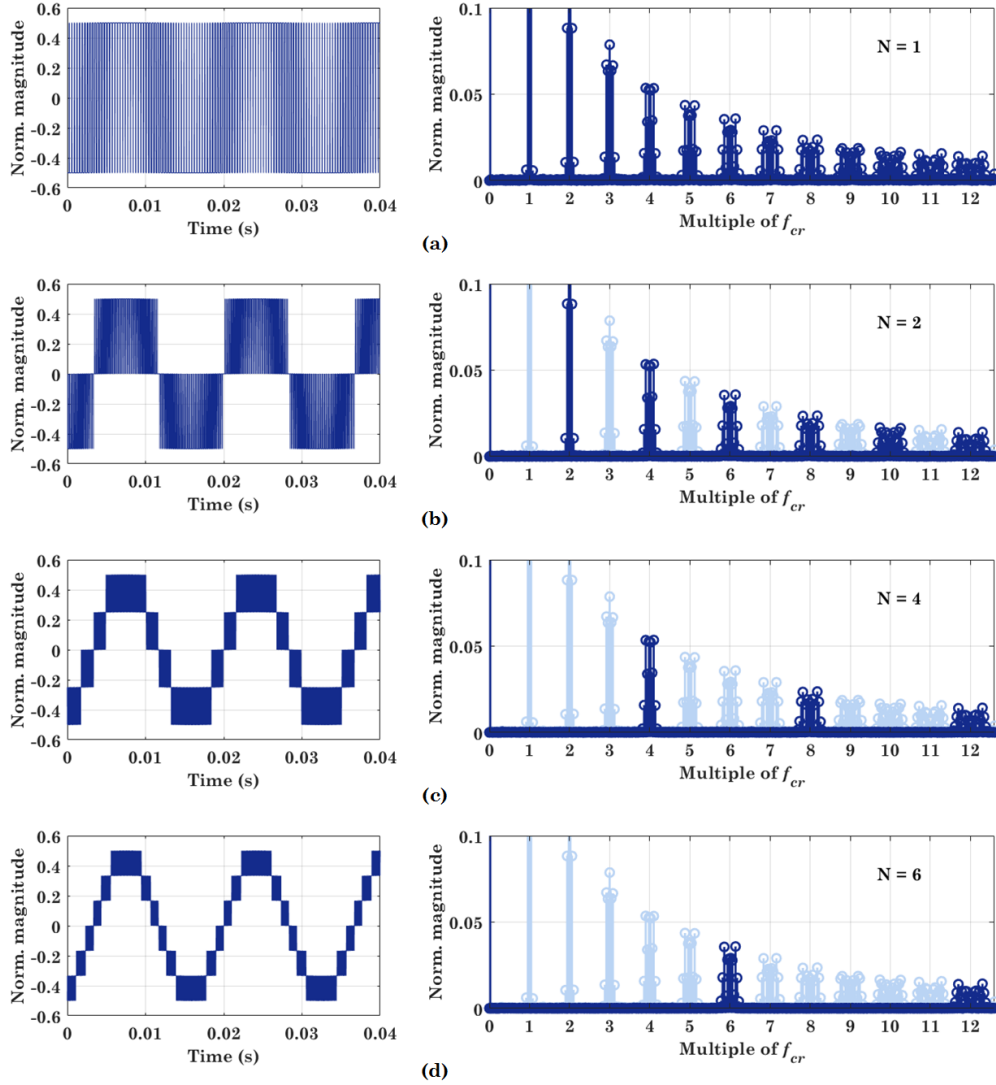 0.6
0.4
0.2
0
-0.2
-0.4
-0.6
Norm. magnitude
0 0.01 0.02 0.03 0.04
Time (s)
0.1
0.05
0
Norm. magnitude
N = 1
0 1 2 3 4 5 6 7 8 9 10 11 12
Multiple of fcr
(a)
0.6
0.4
0.2
0
-0.2
-0.4
-0.6
Norm. magnitude
0 0.01 0.02 0.03 0.04
Time (s)
0.1
0.05
0
Norm. magnitude
N = 2
0 1 2 3 4 5 6 7 8 9 10 11 12
Multiple of fcr
(b)
0.6
0.4
0.2
0
-0.2
-0.4
-0.6
Norm. magnitude
0 0.01 0.02 0.03 0.04
Time (s)
0.1
0.05
0
Norm. magnitude
N = 4
0 1 2 3 4 5 6 7 8 9 10 11 12
Multiple of fcr
(c)
0.6
0.4
0.2
0
-0.2
-0.4
-0.6
Norm. magnitude
0 0.01 0.02 0.03 0.04
Time (s)
0.1
0.05
0
Norm. magnitude
N = 6
0 1 2 3 4 5 6 7 8 9 10 11 12
Multiple of fcr
(d)